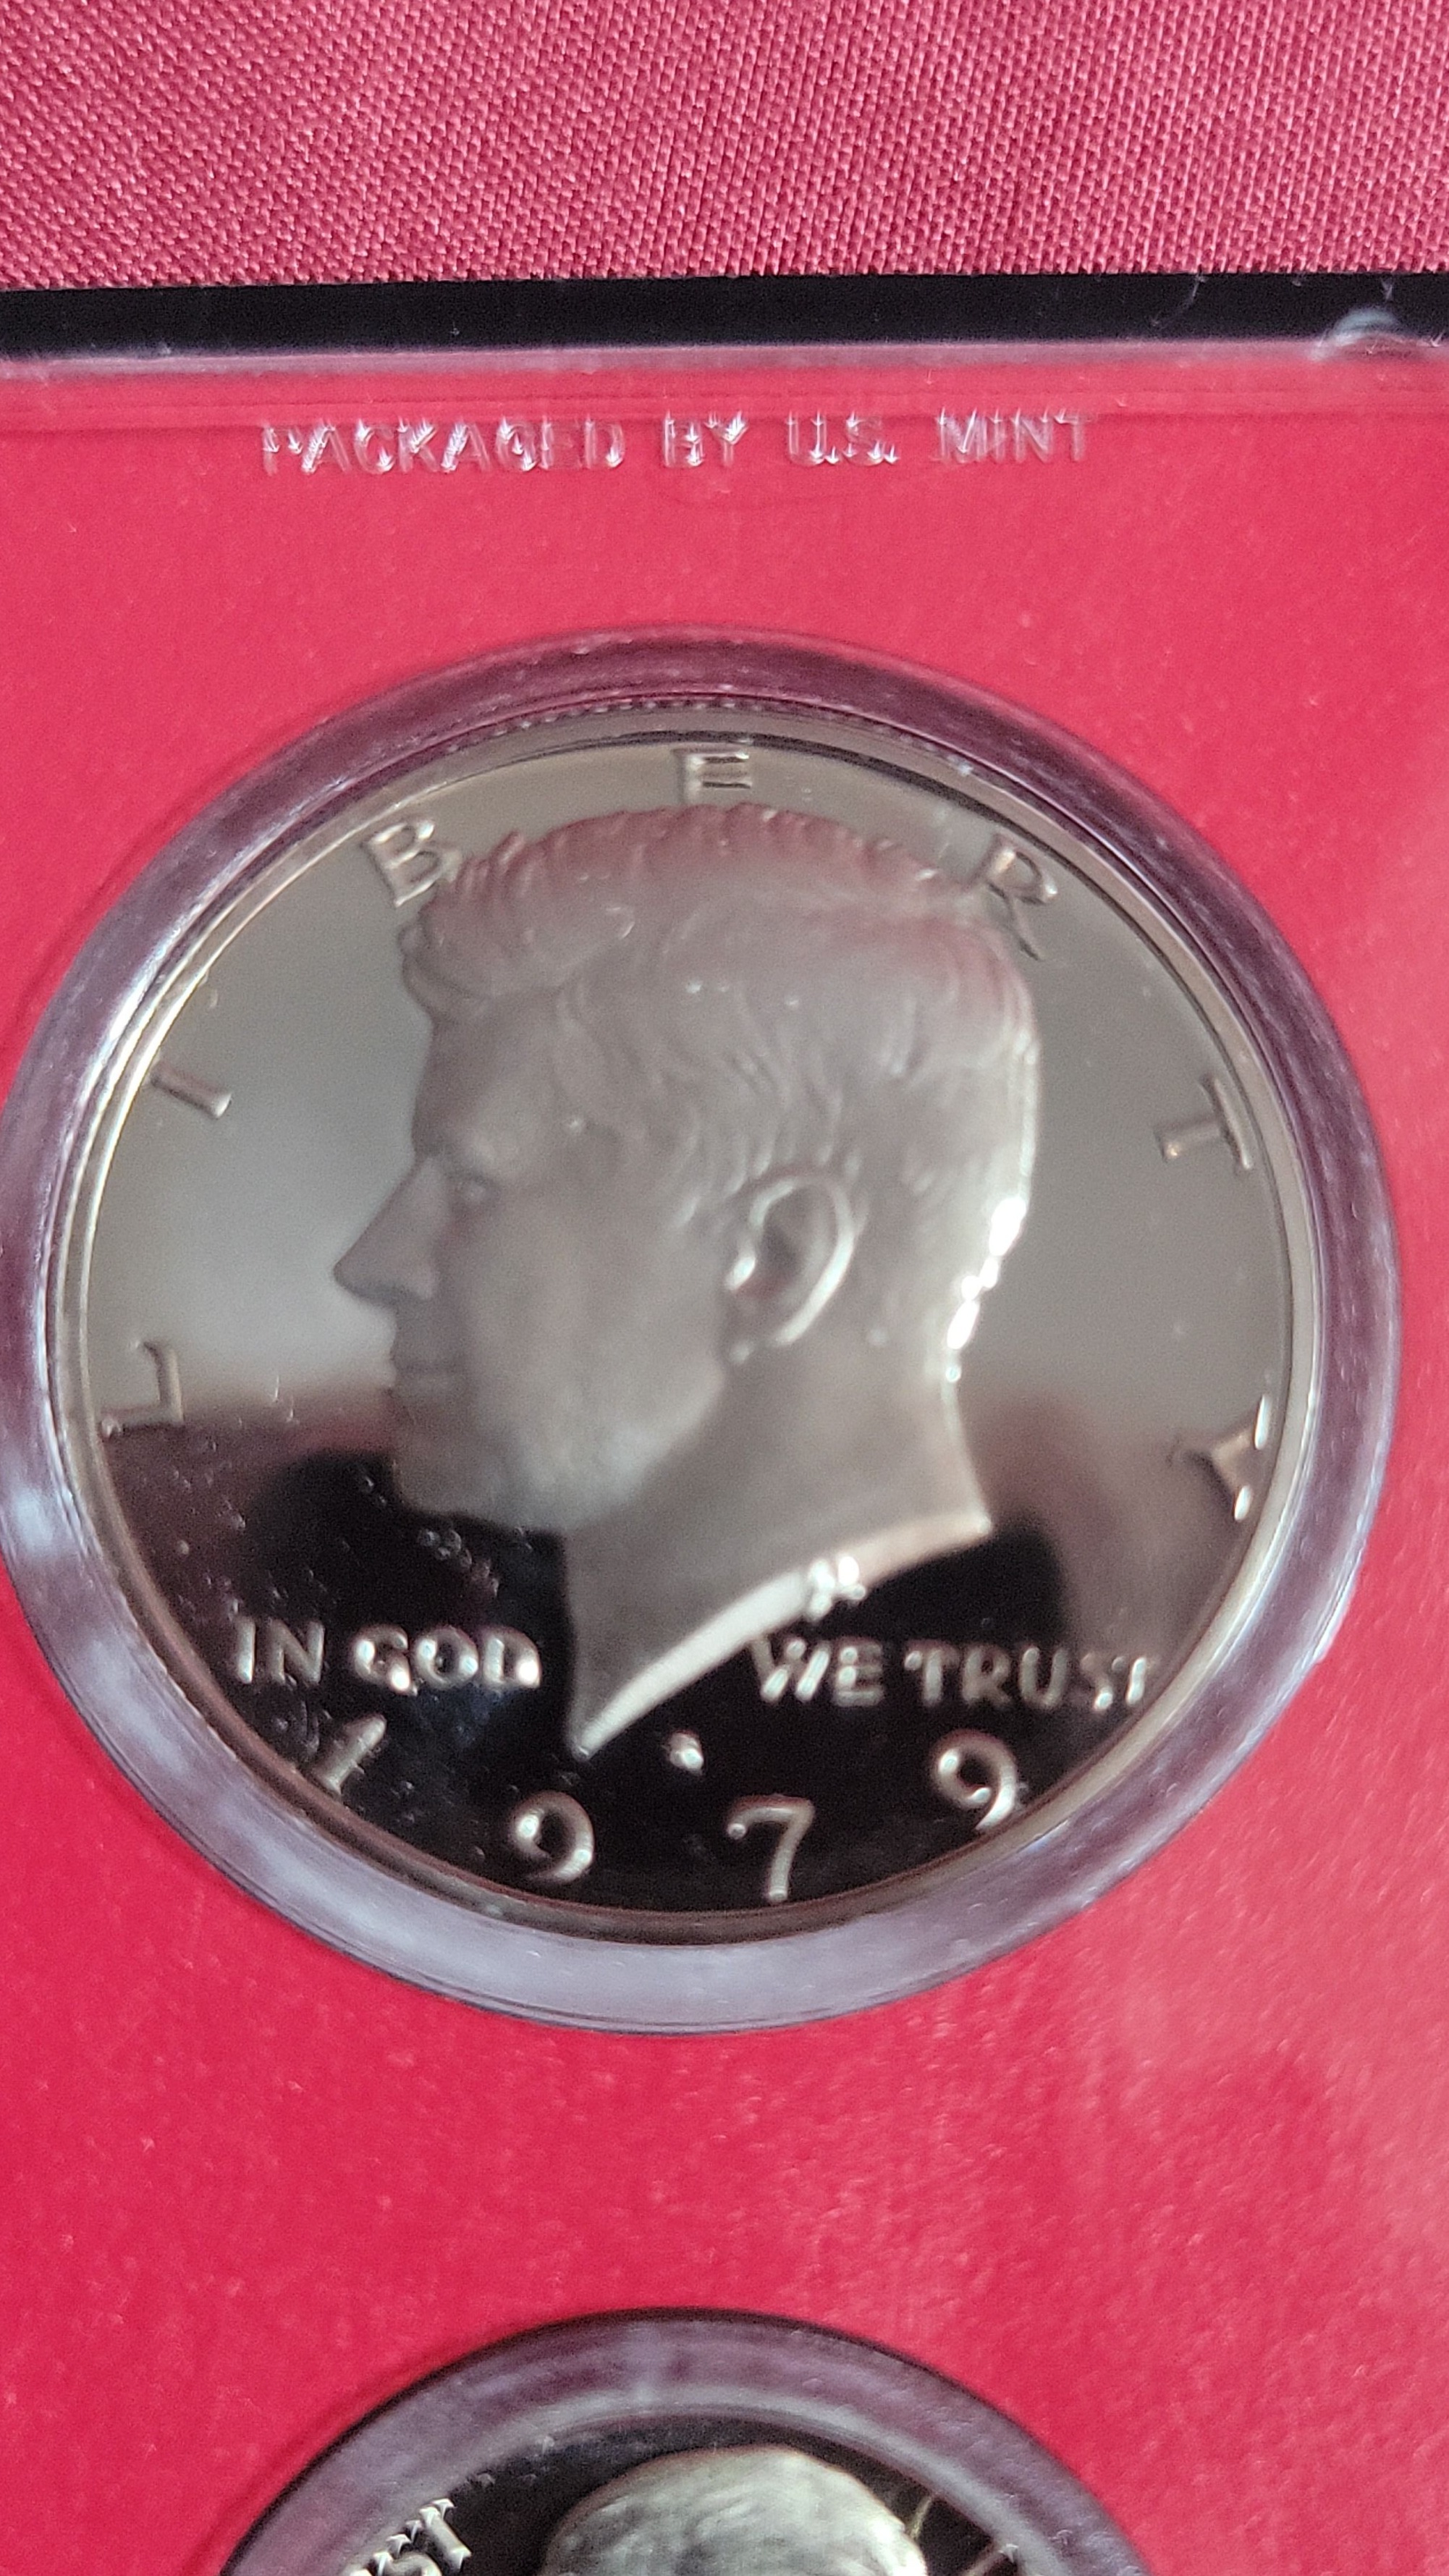 PACKAGED BY U.S. MINT
LIBERTY
IN GOD WE TRUST
1979